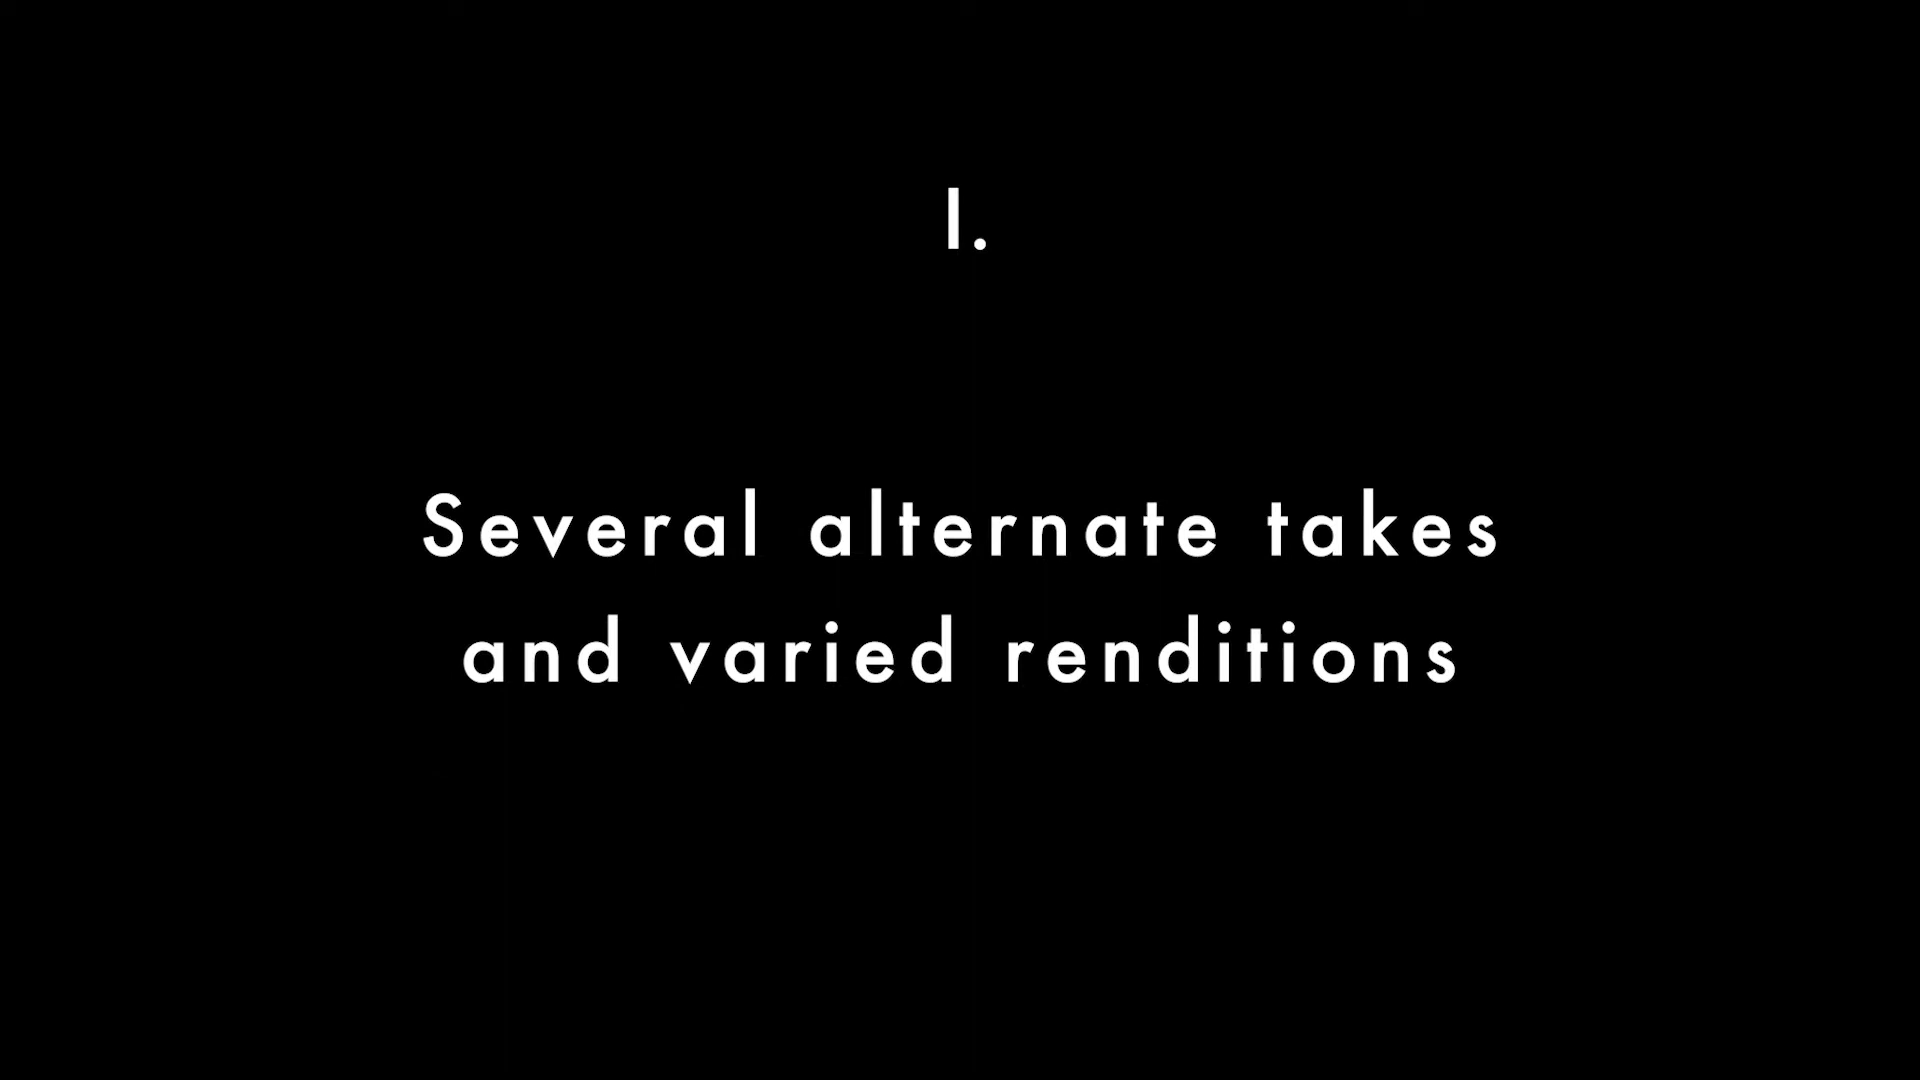 I.
Several alternate takes
and varied renditions